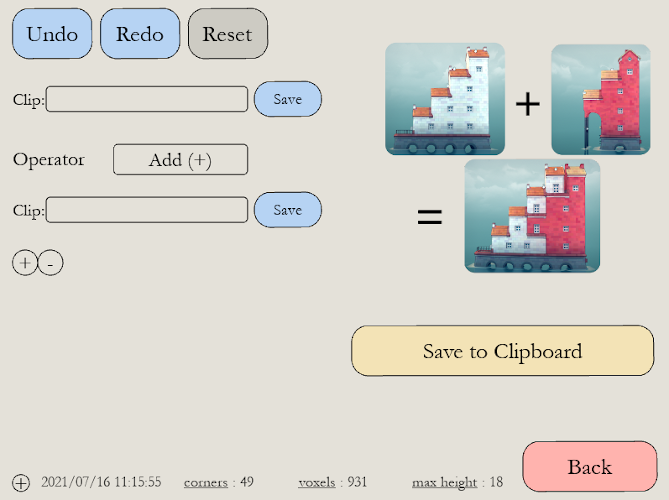 Undo Redo Reset
Clip: Save
+
Operator Add (+)
Clip: Save
=
+ -
Save to Clipboard
Back
2021/07/16 11:15:55 corners : 49 voxels : 931 max height : 18